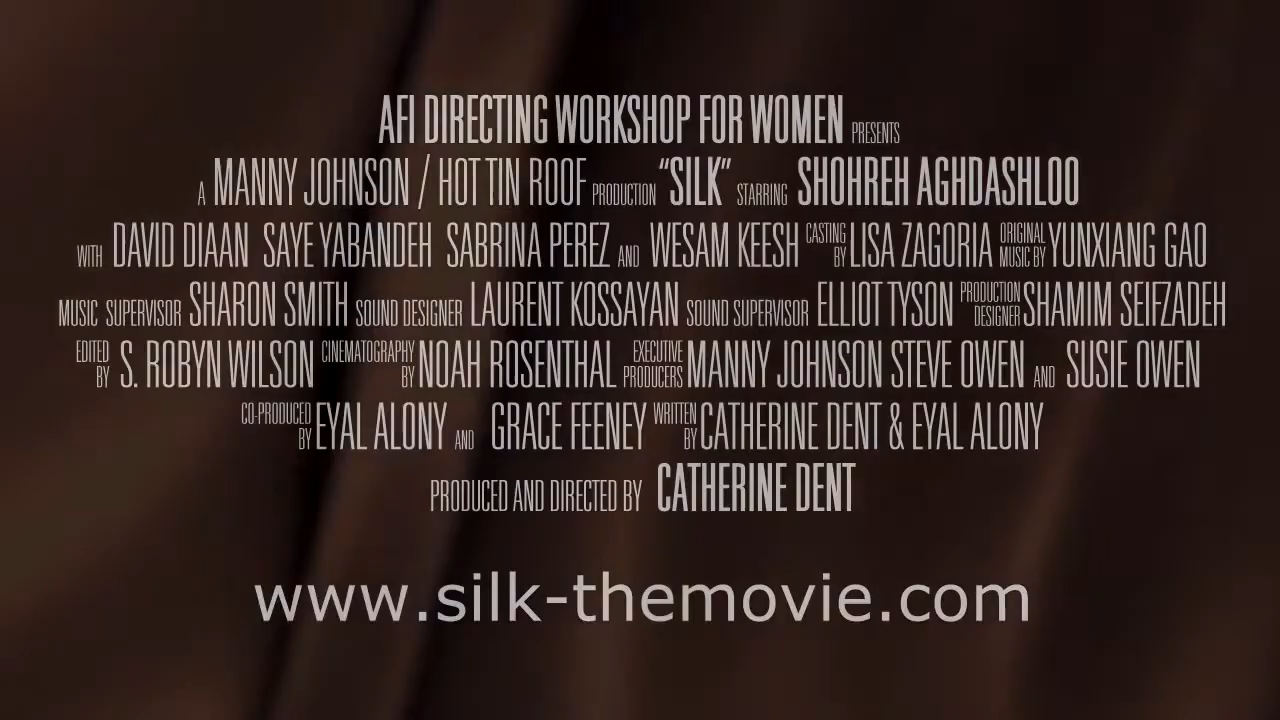 AFI DIRECTING WORKSHOP FOR WOMEN PRESENTS
A MANNY JOHNSON / HOT TIN ROOF PRODUCTION “SILK” STARRING SHOHREH AGHDASHLOO
WITH DAVID DIAAN SAYE YABANDEH SABRINA PEREZ AND WESAM KEESH CASTING BY LISA ZAGORIA ORIGINAL MUSIC BY YUNXIANG GAO
MUSIC SUPERVISOR SHARON SMITH SOUND DESIGNER LAURENT KOSSAYAN SOUND SUPERVISOR ELLIOT TYSON PRODUCTION DESIGNER SHAMIM SEIFZADEH
EDITED BY S. ROBYN WILSON CINEMATOGRAPHY BY NOAH ROSENTHAL EXECUTIVE PRODUCERS MANNY JOHNSON STEVE OWEN AND SUSIE OWEN
CO-PRODUCED BY EYAL ALONY AND GRACE FEENEY WRITTEN BY CATHERINE DENT & EYAL ALONY
PRODUCED AND DIRECTED BY CATHERINE DENT
www.silk-themovie.com